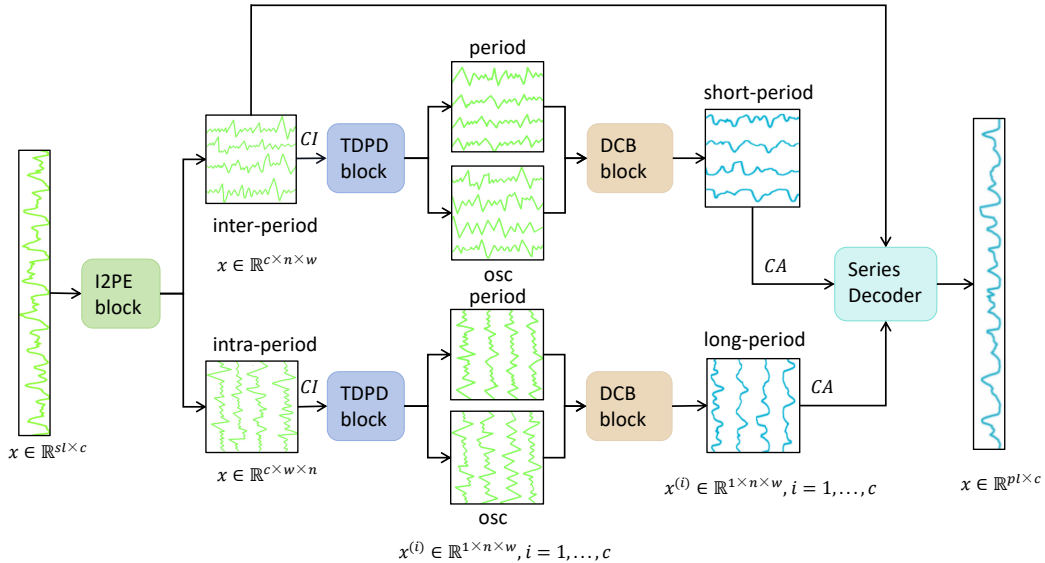 period
short-period
CI
TDPD
block
DCB
block
inter-period
x ∈ ℝ^{c×n×w}
osc
I2PE
block
CA
Series
Decoder
period
intra-period
long-period
CI
TDPD
block
DCB
block
CA
x ∈ ℝ^{sl×c}
x ∈ ℝ^{c×w×n}
osc
x^{(i)} ∈ ℝ^{1×n×w}, i = 1, … , c
x ∈ ℝ^{pl×c}
x^{(i)} ∈ ℝ^{1×n×w}, i = 1, … , c